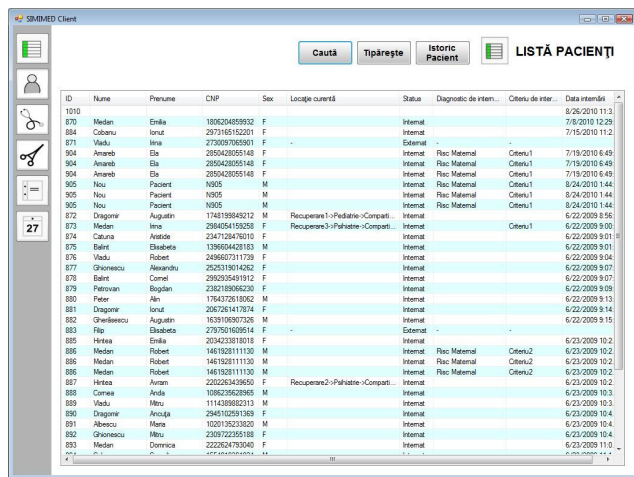 SIMIMED Client
Caută Tipărește Istoric Pacient LISTĂ PACIENȚI
27
ID Nume Prenume CNP Sex Locație curentă Status Diagnostic de intern... Criteriu de inter... Data internării
1010 8/26/2010 11:3.
870 Medan Emilia 1806204859932 F Internat 7/8/2010 12:29:
884 Cobanu Ionut 2973165152201 F Internat 7/15/2010 11:2.
871 Vladu Irina 2730097065901 F - Externat - -
904 Amareb Ela 2850428055148 F Internat Risc Maternal Criteriu1 7/19/2010 6:49:
904 Amareb Ela 2850428055148 F Internat Risc Maternal Criteriu1 7/19/2010 6:49:
904 Amareb Ela 2850428055148 F Internat Risc Maternal Criteriu1 7/19/2010 6:49:
905 Nou Pacient N905 M Internat Risc Maternal Criteriu1 8/24/2010 1:44:
905 Nou Pacient N905 M Internat Risc Maternal Criteriu1 8/24/2010 1:44:
905 Nou Pacient N905 M Internat Risc Maternal Criteriu1 8/24/2010 1:44:
872 Dragomir Augustin 1748199849212 M Recuperare1->Pediatrie->Comparti... Internat 6/22/2009 8:56:
873 Medan Irina 2984054159255 M Recuperare3->Psihiatrie->Comparti... Internat Criteriu1 6/22/2009 9:00:
874 Catuna Aristide 2347128476010 F Internat 6/22/2009 9:01:
875 Balint Elisabeta 1396604428183 M Internat 6/22/2009 9:01:
876 Vladu Robert 2496607311739 F Internat 6/22/2009 9:04:
877 Ghionescu Alexandru 2525319014262 F Internat 6/22/2009 9:07:
878 Balint Cornel 2992935491912 F Internat 6/22/2009 9:07:
879 Petrovan Bogdan 2382189066230 F Internat 6/22/2009 9:09:
880 Peter Alin 1764372618062 M Internat 6/22/2009 9:13:
881 Dragomir Ionut 2067261417874 F Internat 6/22/2009 9:14:
882 Gherăsescu Augustin 1639106907326 M Internat 6/22/2009 9:15:
883 Filip Elisabeta 2797501609514 F - Externat - -
885 Hintea Emilia 2034233818018 F Internat 6/23/2009 10:2.
886 Medan Robert 1461928111130 M Internat Risc Maternal Criteriu2 6/23/2009 10:2.
886 Medan Robert 1461928111130 M Internat Risc Maternal Criteriu2 6/23/2009 10:2.
886 Medan Robert 1461928111130 M Internat Risc Maternal Criteriu2 6/23/2009 10:2.
887 Hintea Avram 2202263439650 F Recuperare2->Psihiatrie->Comparti... Internat 6/23/2009 10:2.
888 Cornea Anda 1086235628965 M Internat 6/23/2009 10:3.
889 Vladu Mitru 1114389882313 M Internat 6/23/2009 10:3.
890 Dragomir Ancuța 2945102591369 F Internat 6/23/2009 10:4.
891 Albescu Maria 1020135233820 M Internat 6/23/2009 10:4.
892 Ghionescu Mitru 2309722355188 F Internat 6/23/2009 10:4.
893 Medan Domnica 2222624793040 F Internat 6/23/2009 11:0.